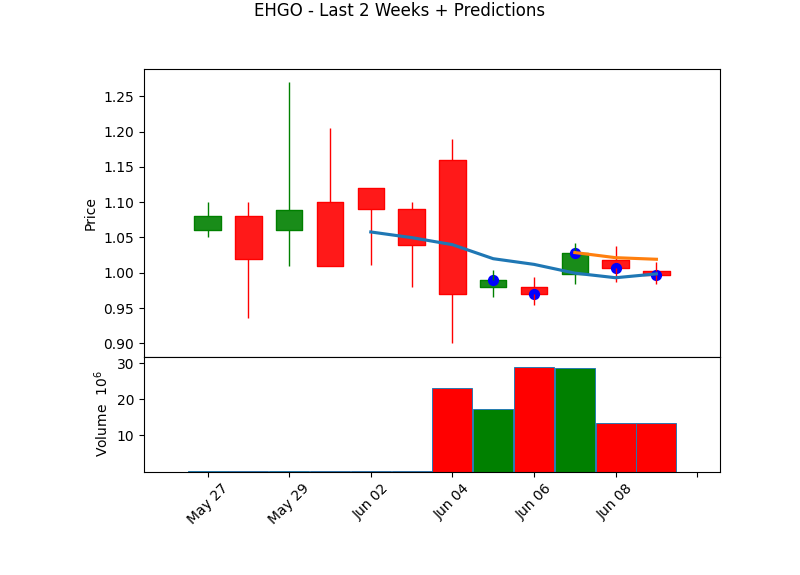 EHGO - Last 2 Weeks + Predictions
1.25
1.20
1.15
1.10
1.05
1.00
0.95
0.90
Price
30
20
10
Volume 10^6
May 27
May 29
Jun 02
Jun 04
Jun 06
Jun 08